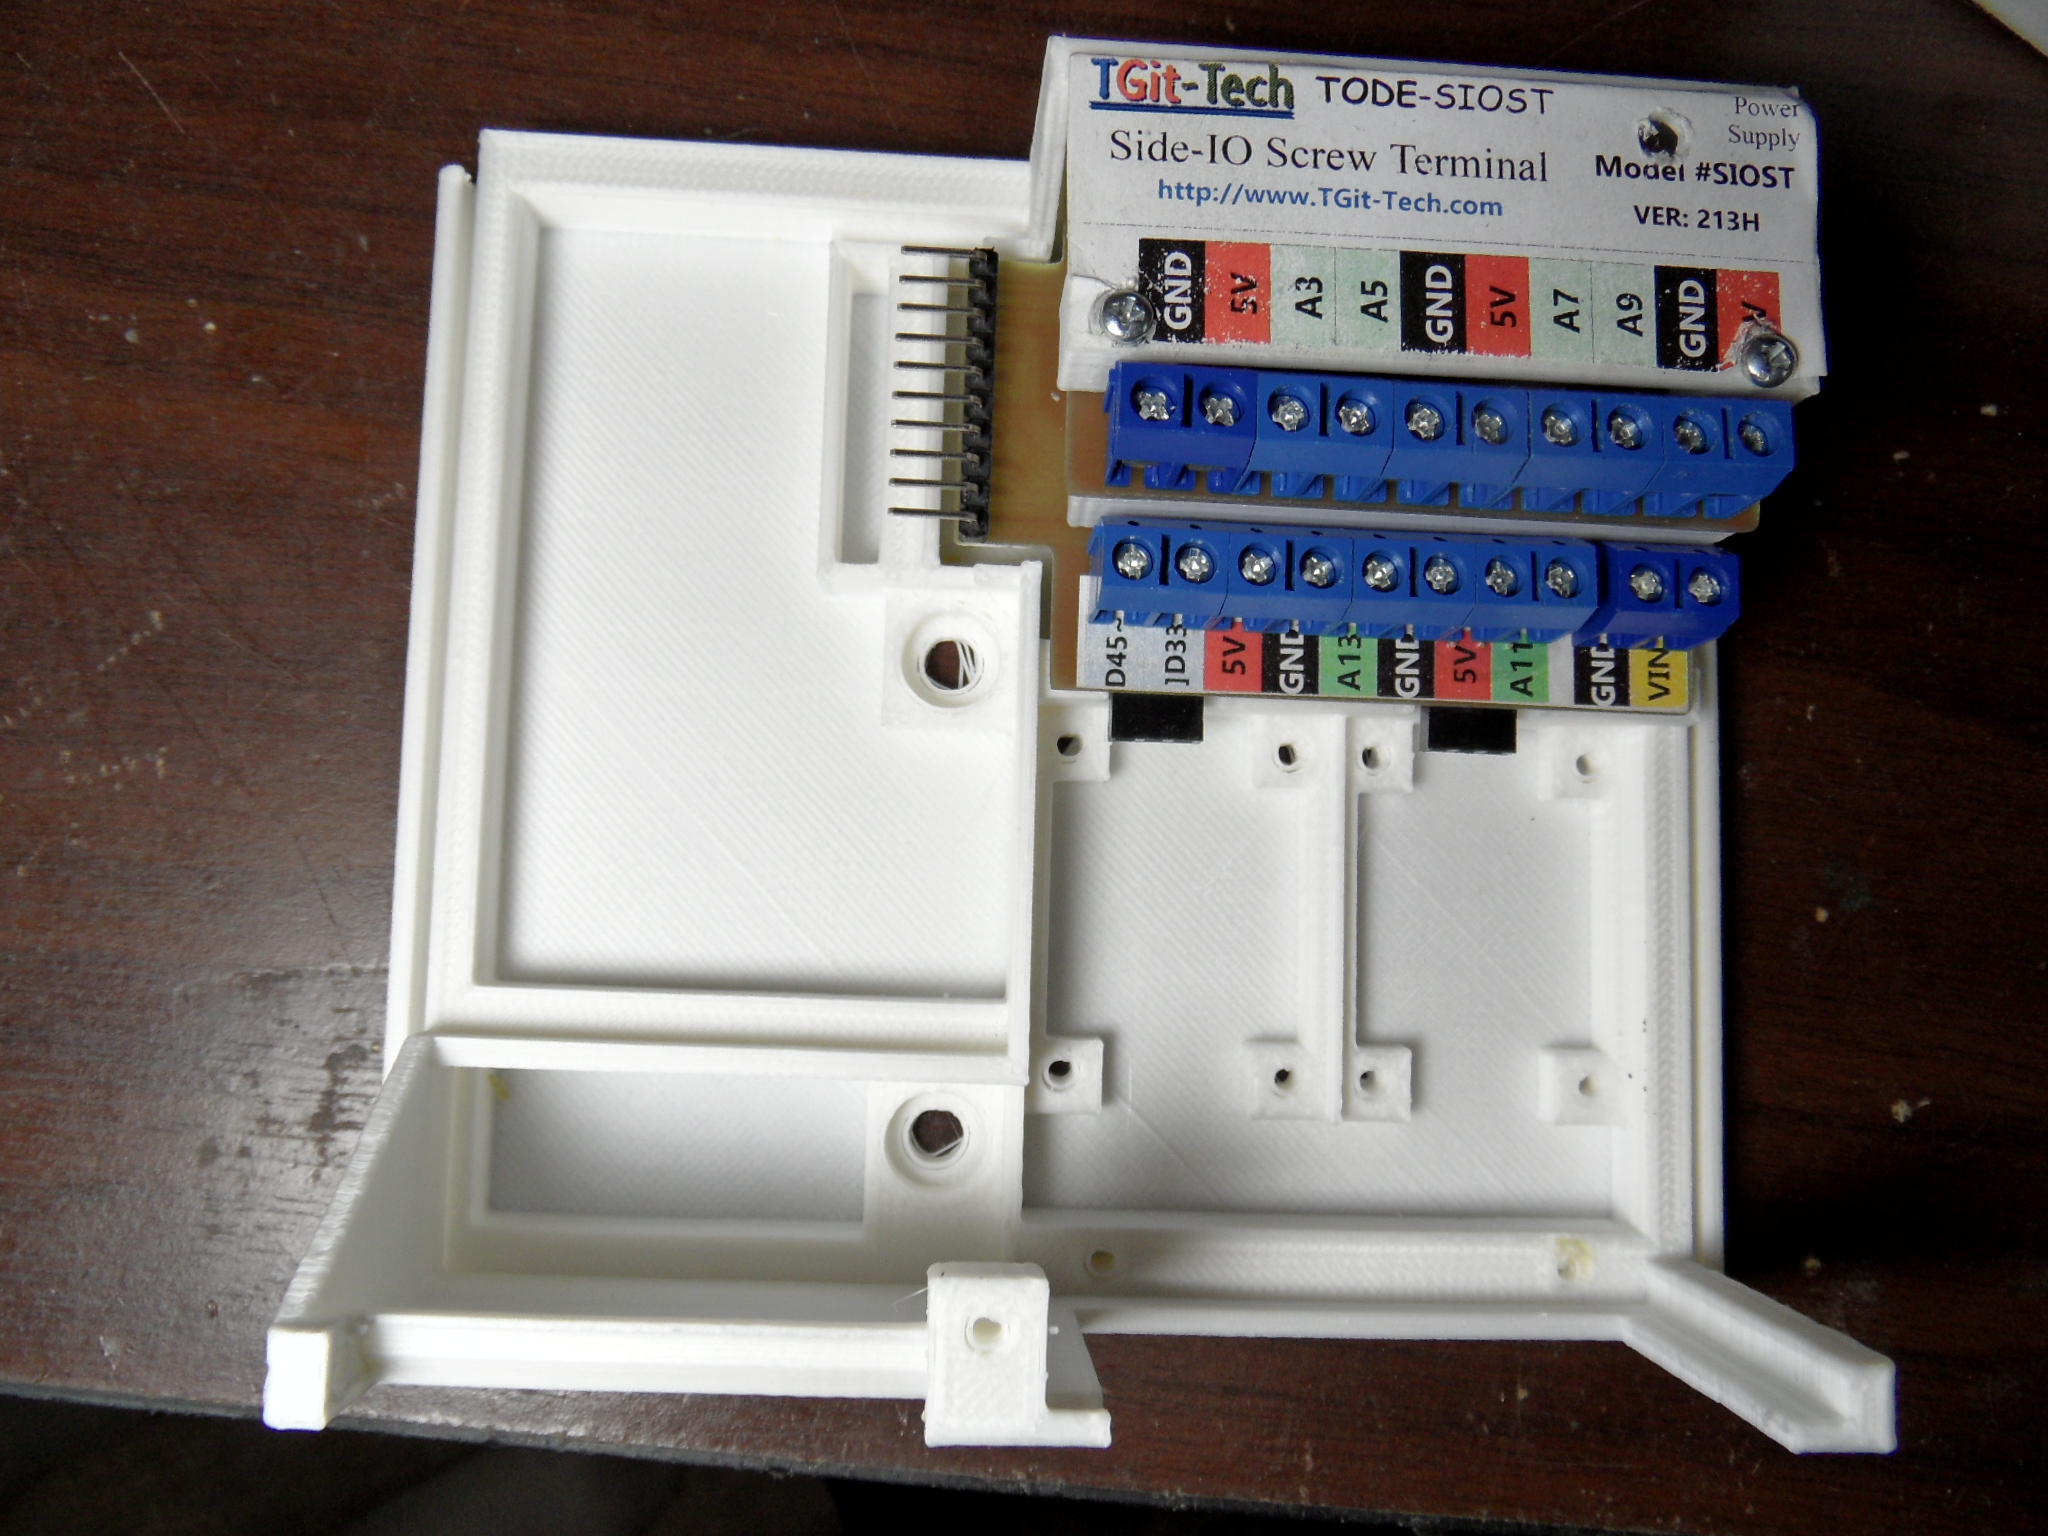 TGit-Tech TODE-SIOST
Power
Supply
Side-IO Screw Terminal
Model #SIOST
http://www.TGit-Tech.com
VER: 213H
GND 5V A3 A5 GND 5V A7 A9 GND V
D45~ ]D33 5V GND A13 GND 5V A11 GND VIN